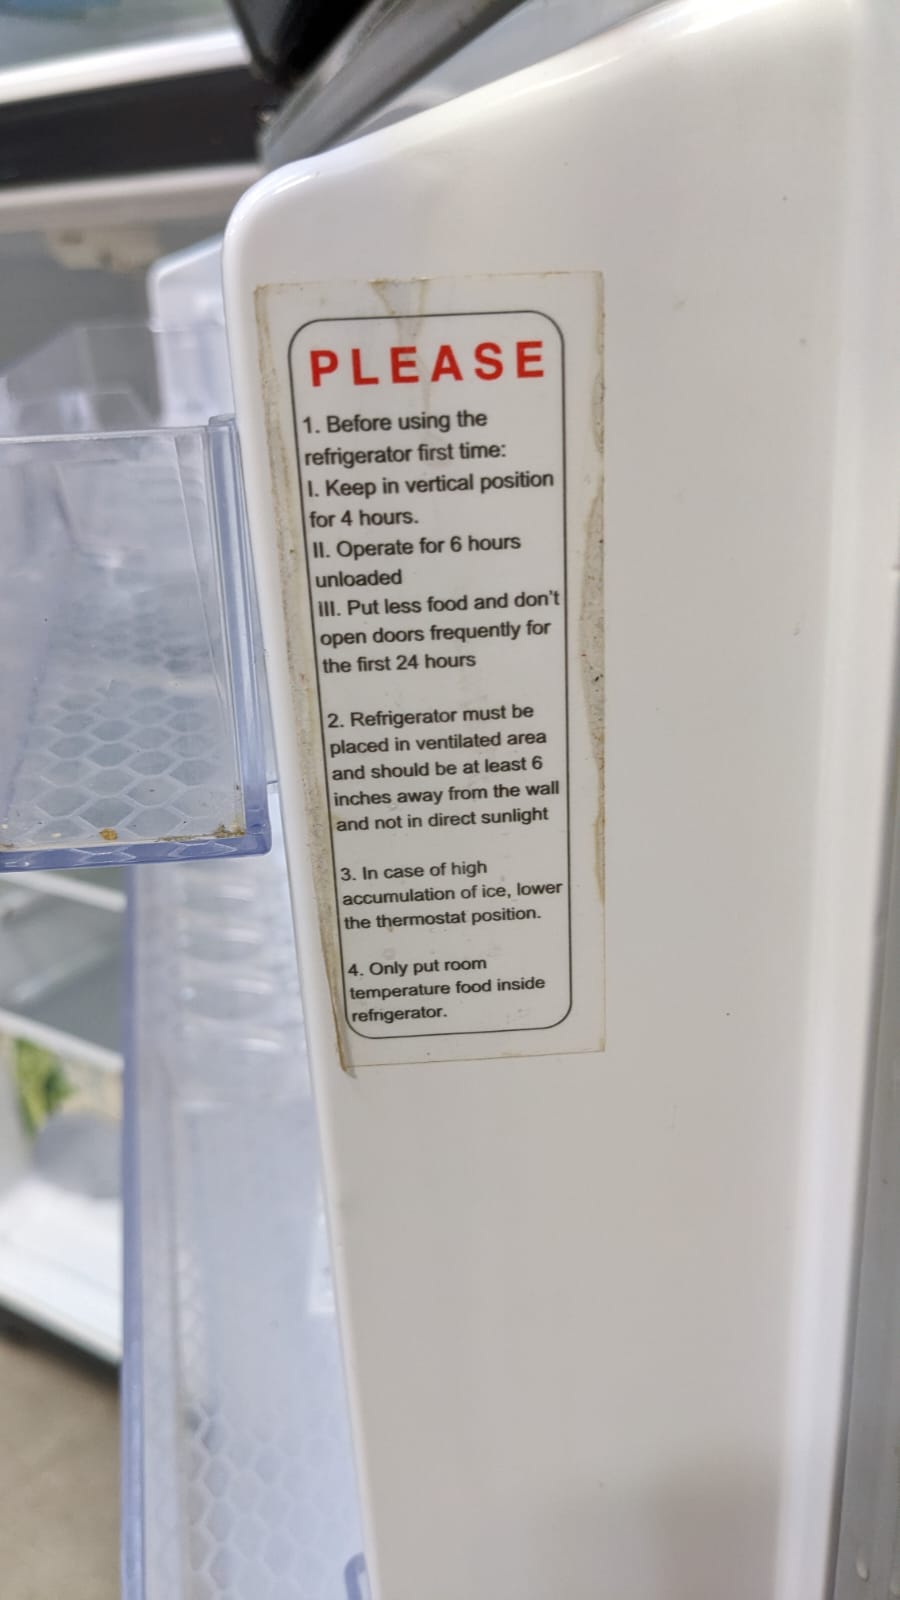 PLEASE
1. Before using the
refrigerator first time:
I. Keep in vertical position
for 4 hours.
II. Operate for 6 hours
unloaded
III. Put less food and don't
open doors frequently for
the first 24 hours
2. Refrigerator must be
placed in ventilated area
and should be at least 6
inches away from the wall
and not in direct sunlight
3. In case of high
accumulation of ice, lower
the thermostat position.
4. Only put room
temperature food inside
refrigerator.